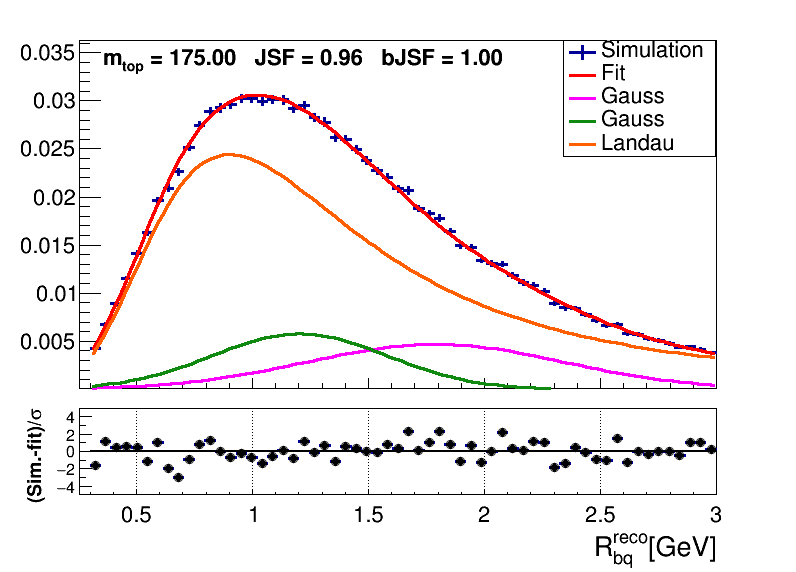 m_top = 175.00 JSF = 0.96 bJSF = 1.00
Simulation
Fit
Gauss
Gauss
Landau
0.035
0.03
0.025
0.02
0.015
0.01
0.005
(Sim.-fit)/σ
4
2
0
−2
−4
0.5 1 1.5 2 2.5 3
R_bq^reco[GeV]